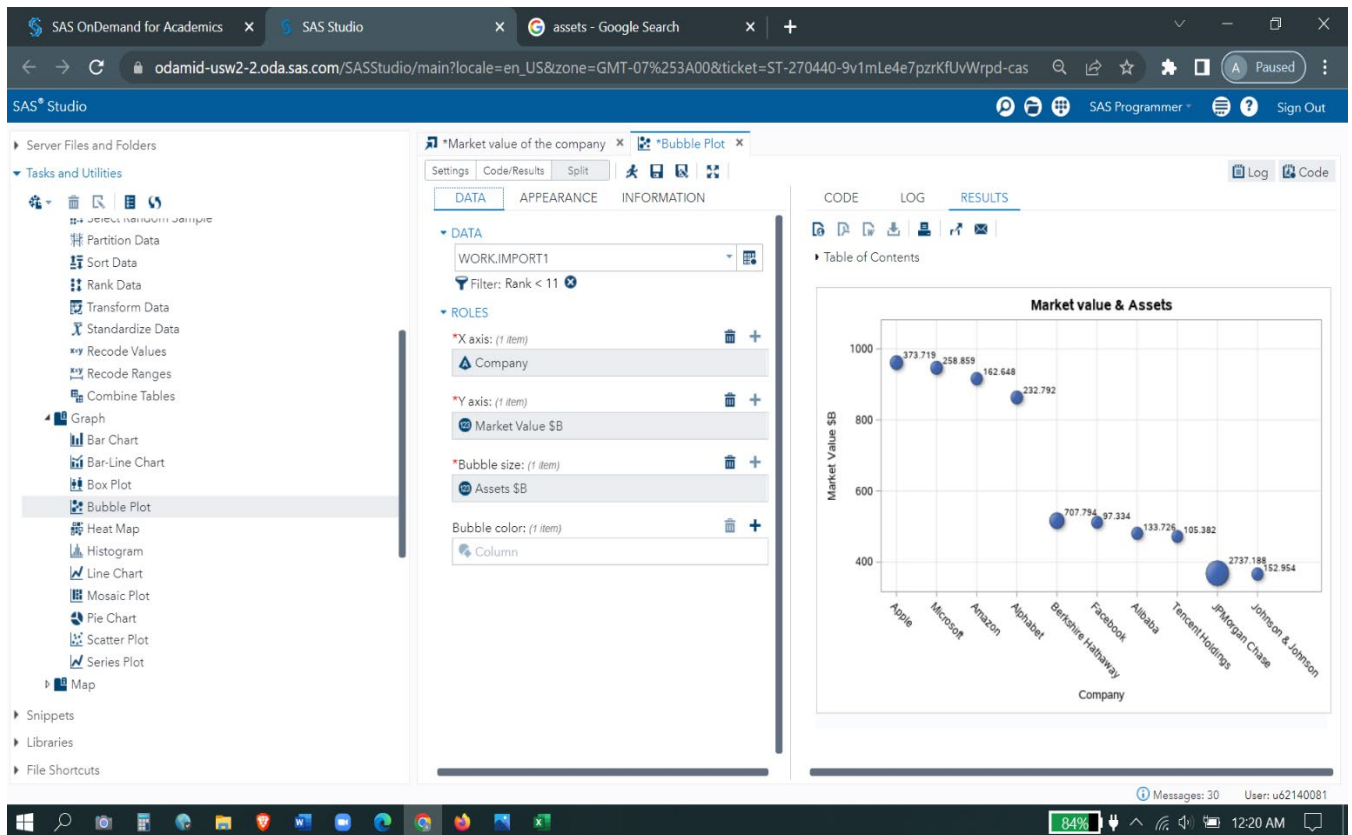 SAS OnDemand for Academics
SAS Studio
assets - Google Search
odamid-usw2-2.oda.sas.com/SASStudio/main?locale=en_US&zone=GMT-07%253A00&ticket=ST-270440-9v1mLe4e7pzrKfUvWrpd-cas
A Paused
SAS® Studio
SAS Programmer
Sign Out
Server Files and Folders
Tasks and Utilities
Select Random Sample
Partition Data
Sort Data
Rank Data
Transform Data
Standardize Data
Recode Values
Recode Ranges
Combine Tables
Graph
Bar Chart
Bar-Line Chart
Box Plot
Bubble Plot
Heat Map
Histogram
Line Chart
Mosaic Plot
Pie Chart
Scatter Plot
Series Plot
Map
Snippets
Libraries
File Shortcuts
*Market value of the company
*Bubble Plot
Settings Code/Results Split
Log Code
DATA APPEARANCE INFORMATION
DATA
WORK.IMPORT1
Filter: Rank < 11
ROLES
*X axis: (1 item)
Company
*Y axis: (1 item)
Market Value $B
*Bubble size: (1 item)
Assets $B
Bubble color: (1 item)
Column
CODE LOG RESULTS
Table of Contents
Market value & Assets
Market Value $B
1000
800
600
400
373.719
258.859
162.648
232.792
707.794
97.334
133.726
105.382
2737.188
152.954
Apple
Microsoft
Amazon
Alphabet
Berkshire Hathaway
Facebook
Alibaba
Tencent Holdings
JPMorgan Chase
Johnson & Johnson
Company
Messages: 30 User: u62140081
84%
12:20 AM